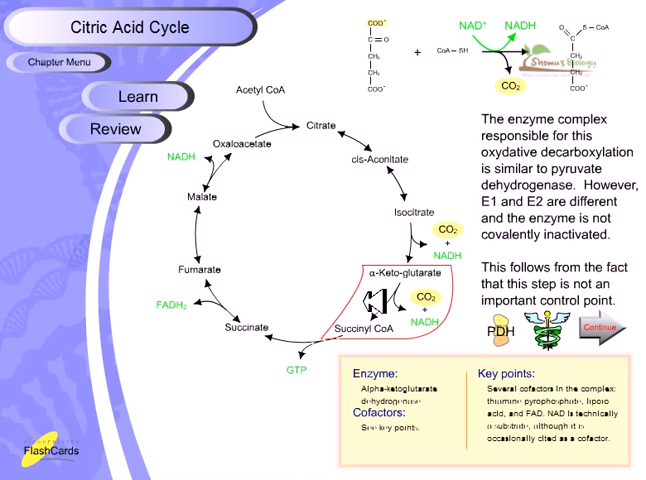 Citric Acid Cycle
Chapter Menu
Learn
Review
COO⁻
C = O
COO⁻
+
CoA – SH
NAD⁺
NADH
CO₂
O
C
S – CoA
COO⁻
Shomu's Biology
Acetyl CoA
Citrate
cis-Aconitate
Isocitrate
CO₂
+
NADH
α-Keto-glutarate
CO₂
+
NADH
Succinyl CoA
GTP
Succinate
FADH₂
Fumarate
Malate
NADH
Oxaloacetate
The enzyme complex
responsible for this
oxydative decarboxylation
is similar to pyruvate
dehydrogenase. However,
E1 and E2 are different
and the enzyme is not
covalently inactivated.
This follows from the fact
that this step is not an
important control point.
PDH
Continue
Enzyme:
Alpha-ketoglutarate
dehydrogenase
Cofactors:
See key points.
Key points:
Several cofactors in the complex:
thiamine pyrophosphate, lipoic
acid, and FAD. NAD is technically
a substrate, although it is
occasionally cited as a cofactor.
FlashCards